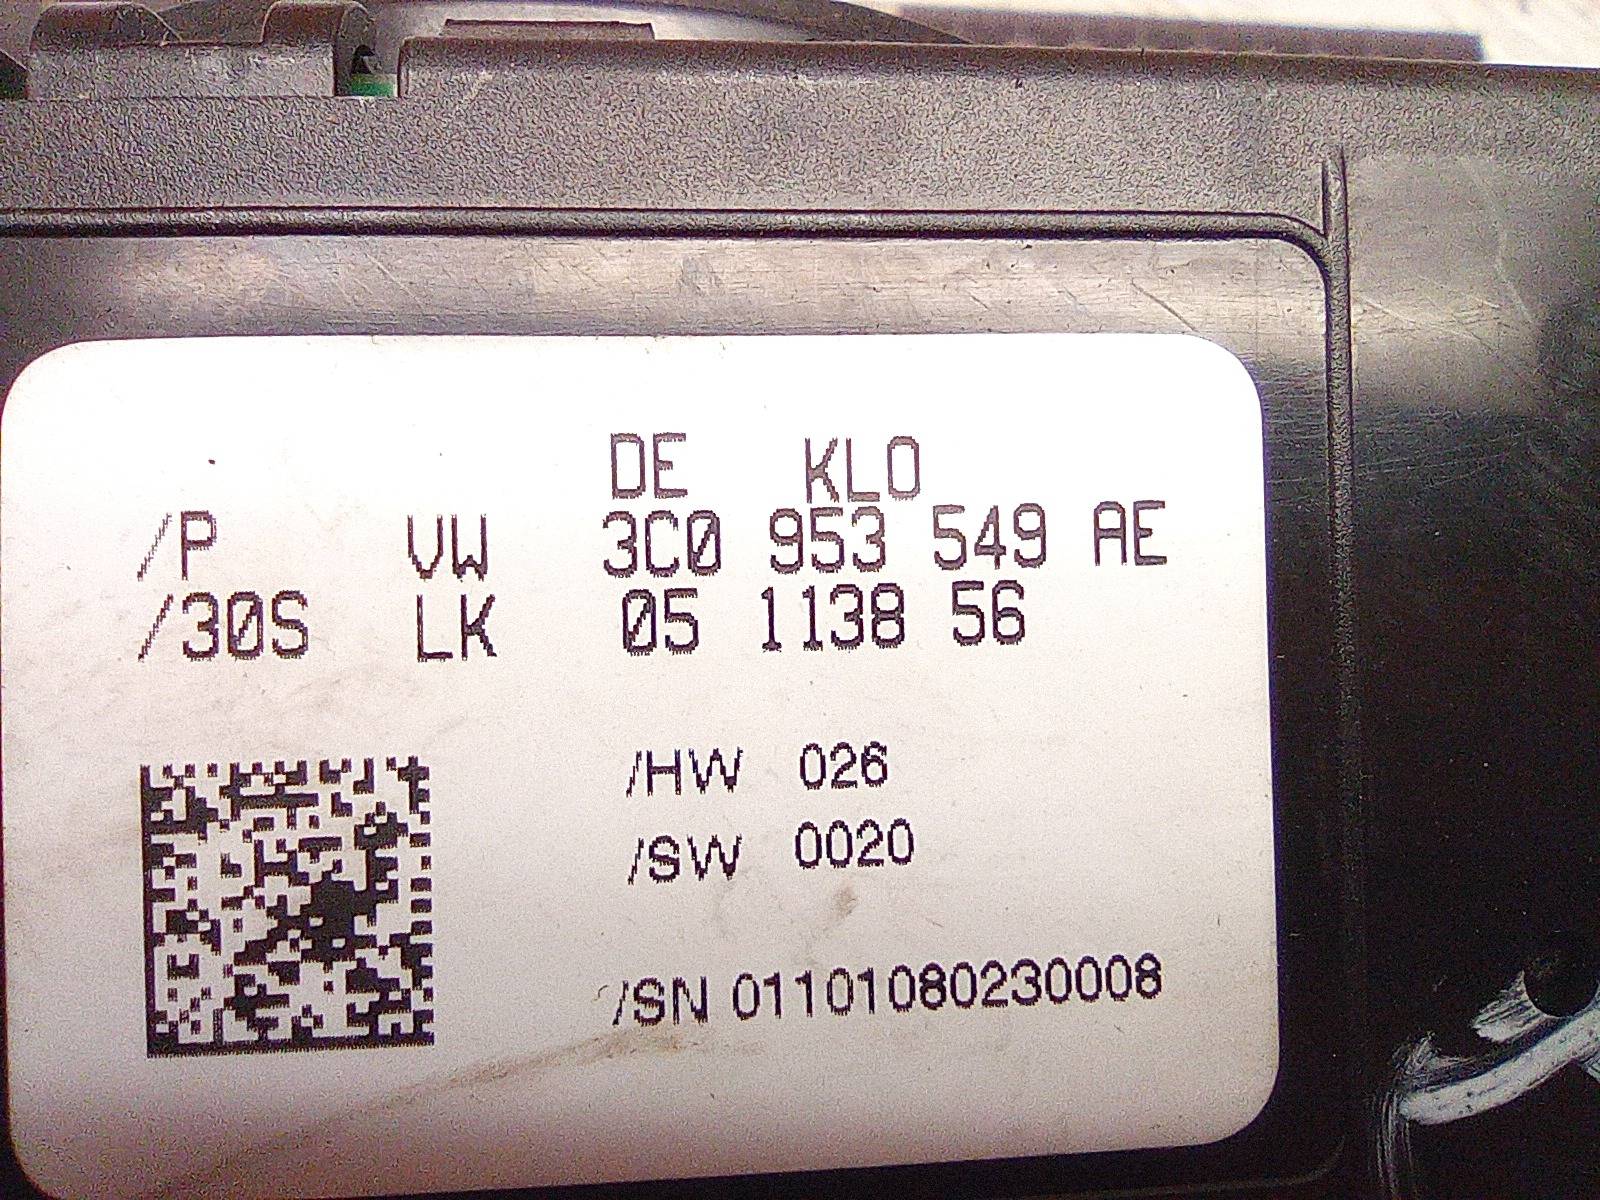 DE KLO
/P VW 3C0 953 549 AE
/30S LK 05 1138 56
/HW 026
/SW 0020
/SN 01101080230008